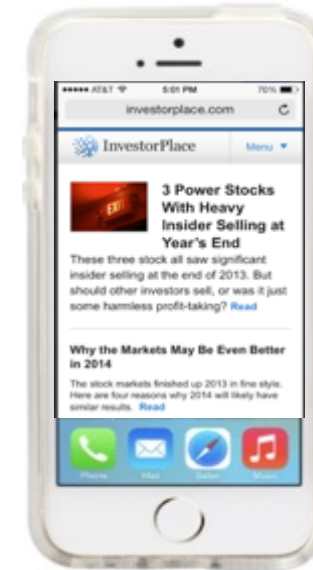 AT&T 5:01 PM 70%
investorplace.com
InvestorPlace Menu
EXIT
3 Power Stocks
With Heavy
Insider Selling at
Year's End
These three stock all saw significant
insider selling at the end of 2013. But
should other investors sell, or was it just
some harmless profit-taking? Read
Why the Markets May Be Even Better
in 2014
The stock markets finished up 2013 in fine style.
Here are four reasons why 2014 will likely have
similar results. Read
Phone Mail Safari Music